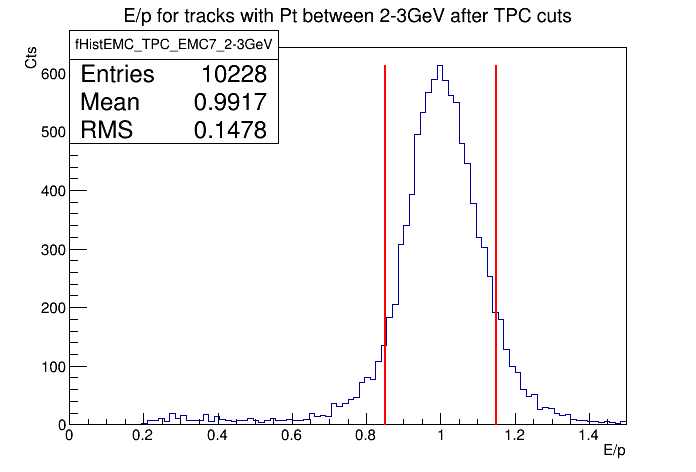 E/p for tracks with Pt between 2-3GeV after TPC cuts
fHistEMC_TPC_EMC7_2-3GeV
Entries 10228
Mean 0.9917
RMS 0.1478
Cts
600
500
400
300
200
100
0
0 0.2 0.4 0.6 0.8 1 1.2 1.4
E/p